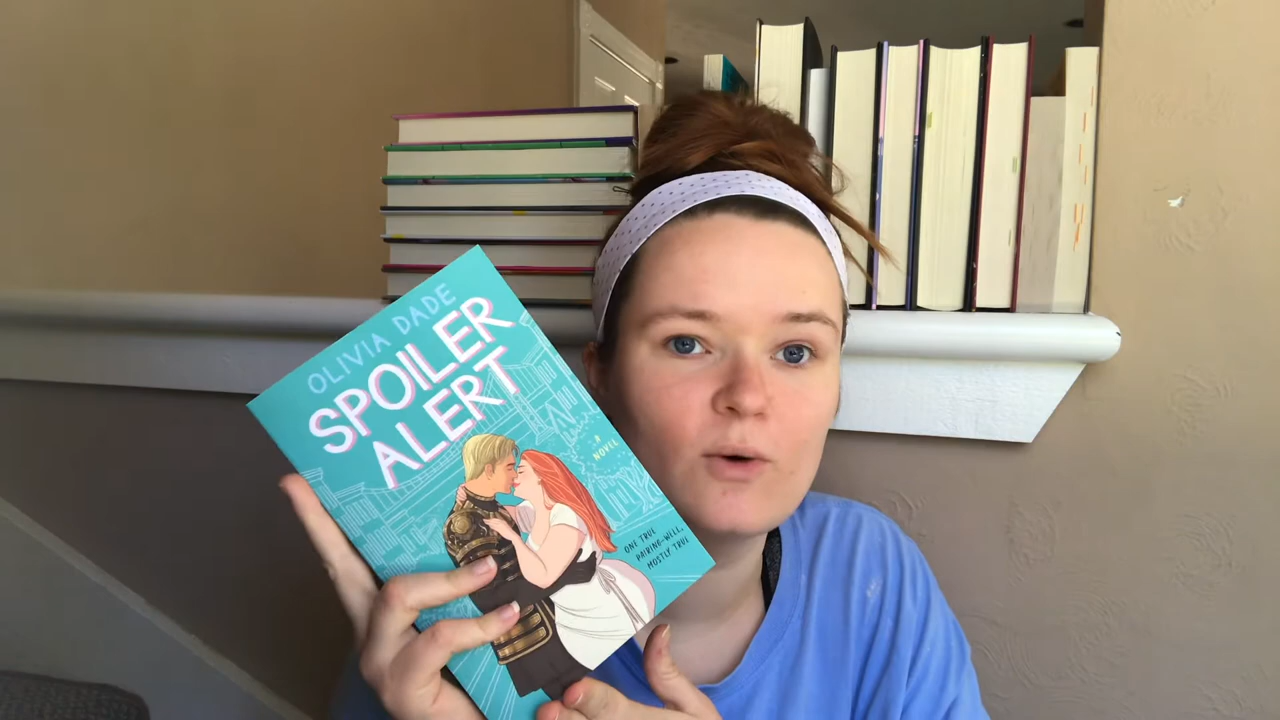 OLIVIA DADE
SPOILER
ALERT
A
NOVEL
ONE TRUE
PAIRING–WELL,
MOSTLY TRUE